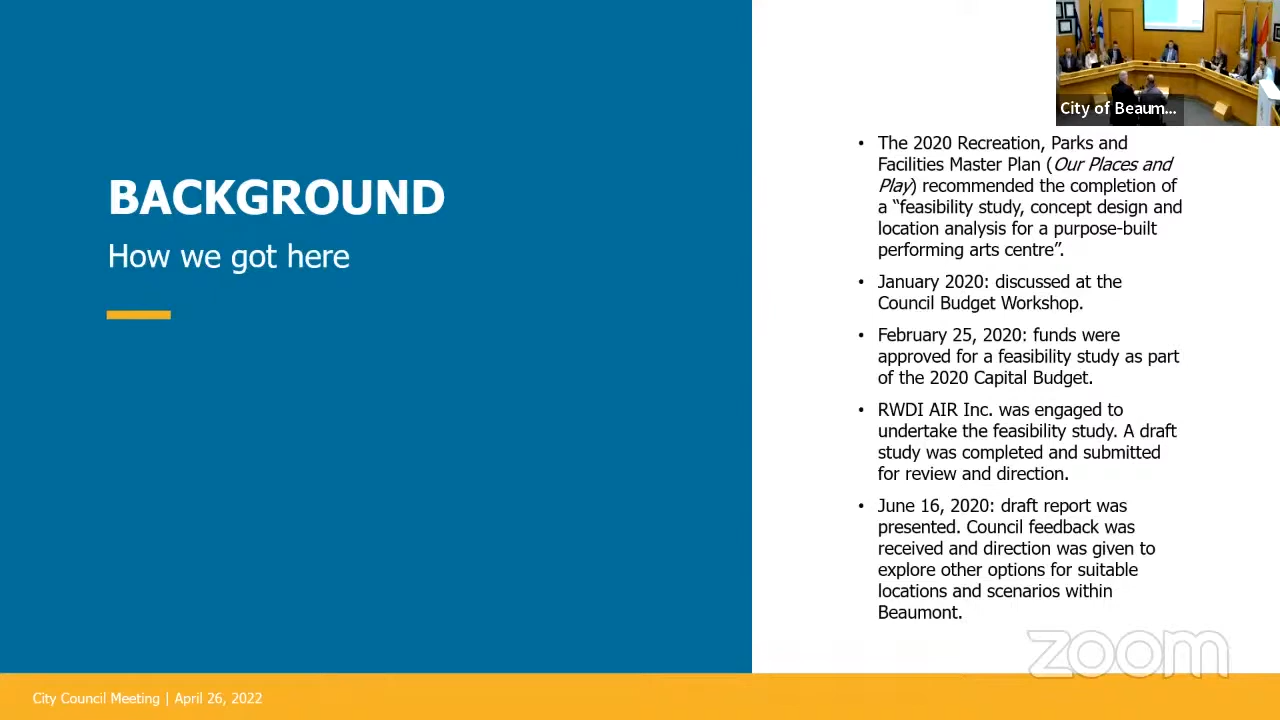 City of Beaum...
BACKGROUND
How we got here
• The 2020 Recreation, Parks and
Facilities Master Plan (Our Places and
Play) recommended the completion of
a “feasibility study, concept design and
location analysis for a purpose-built
performing arts centre”.
• January 2020: discussed at the
Council Budget Workshop.
• February 25, 2020: funds were
approved for a feasibility study as part
of the 2020 Capital Budget.
• RWDI AIR Inc. was engaged to
undertake the feasibility study. A draft
study was completed and submitted
for review and direction.
• June 16, 2020: draft report was
presented. Council feedback was
received and direction was given to
explore other options for suitable
locations and scenarios within
Beaumont.
zoom
City Council Meeting | April 26, 2022